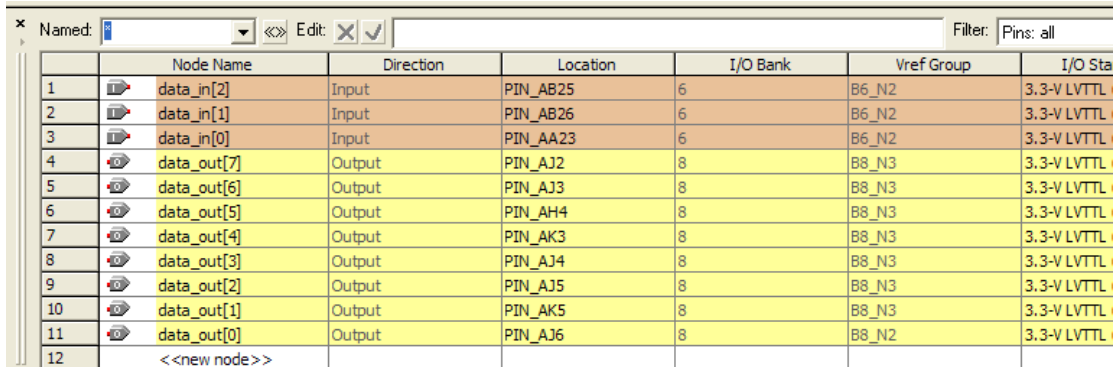 Named: * Edit: Filter: Pins: all
Node Name Direction Location I/O Bank Vref Group I/O Sta
1 data_in[2] Input PIN_AB25 6 B6_N2 3.3-V LVTTL
2 data_in[1] Input PIN_AB26 6 B6_N2 3.3-V LVTTL
3 data_in[0] Input PIN_AA23 6 B6_N2 3.3-V LVTTL
4 data_out[7] Output PIN_AJ2 8 B8_N3 3.3-V LVTTL
5 data_out[6] Output PIN_AJ3 8 B8_N3 3.3-V LVTTL
6 data_out[5] Output PIN_AH4 8 B8_N3 3.3-V LVTTL
7 data_out[4] Output PIN_AK3 8 B8_N3 3.3-V LVTTL
8 data_out[3] Output PIN_AJ4 8 B8_N3 3.3-V LVTTL
9 data_out[2] Output PIN_AJ5 8 B8_N3 3.3-V LVTTL
10 data_out[1] Output PIN_AK5 8 B8_N3 3.3-V LVTTL
11 data_out[0] Output PIN_AJ6 8 B8_N2 3.3-V LVTTL
12 <<new node>>